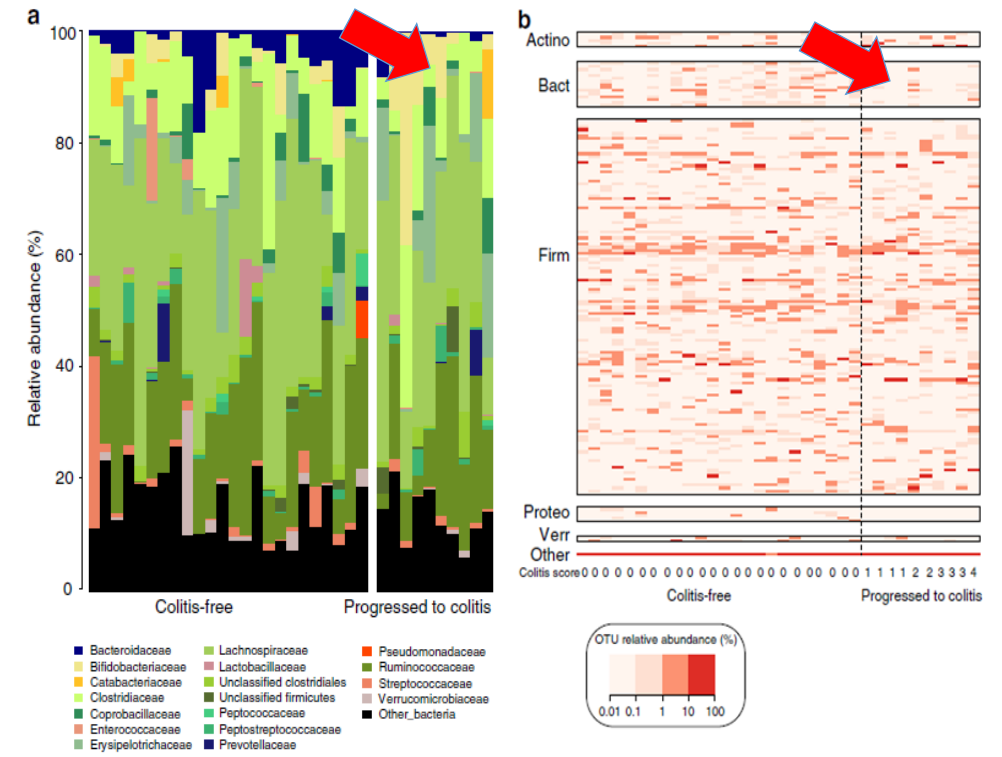 a
100
80
60
40
20
0
Relative abundance (%)
Colitis-free
Progressed to colitis
Bacteroidaceae
Bifidobacteriaceae
Catabacteriaceae
Clostridiaceae
Coprobacillaceae
Enterococcaceae
Erysipelotrichaceae
Lachnospiraceae
Lactobacillaceae
Unclassified clostridiales
Unclassified firmicutes
Peptococcaceae
Peptostreptococcaceae
Prevotellaceae
Pseudomonadaceae
Ruminococcaceae
Streptococcaceae
Verrucomicrobiaceae
Other_bacteria
b
Actino
Bact
Firm
Proteo
Verr
Other
Colitis score 0 0 0 0 0 0 0 0 0 0 0 0 0 0 0 0 0 0 0 0 0 0 0 0 1 1 1 1 2 2 3 3 4
Colitis-free
Progressed to colitis
OTU relative abundance (%)
0.01 0.1 1 10 100